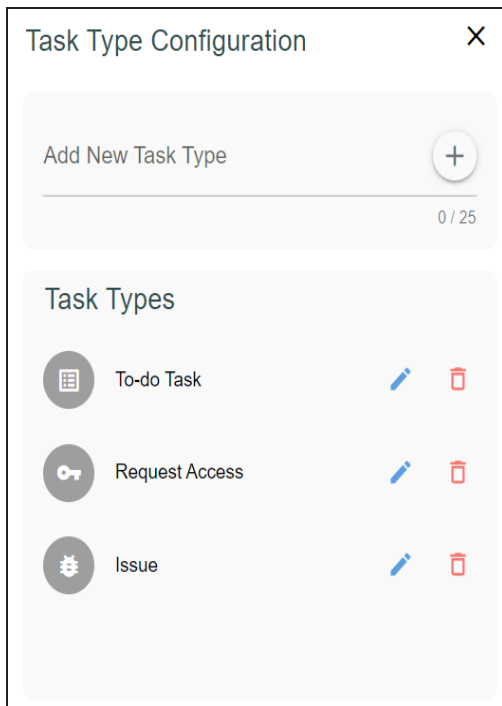 Task Type Configuration
Add New Task Type
0 / 25
Task Types
To-do Task
Request Access
Issue